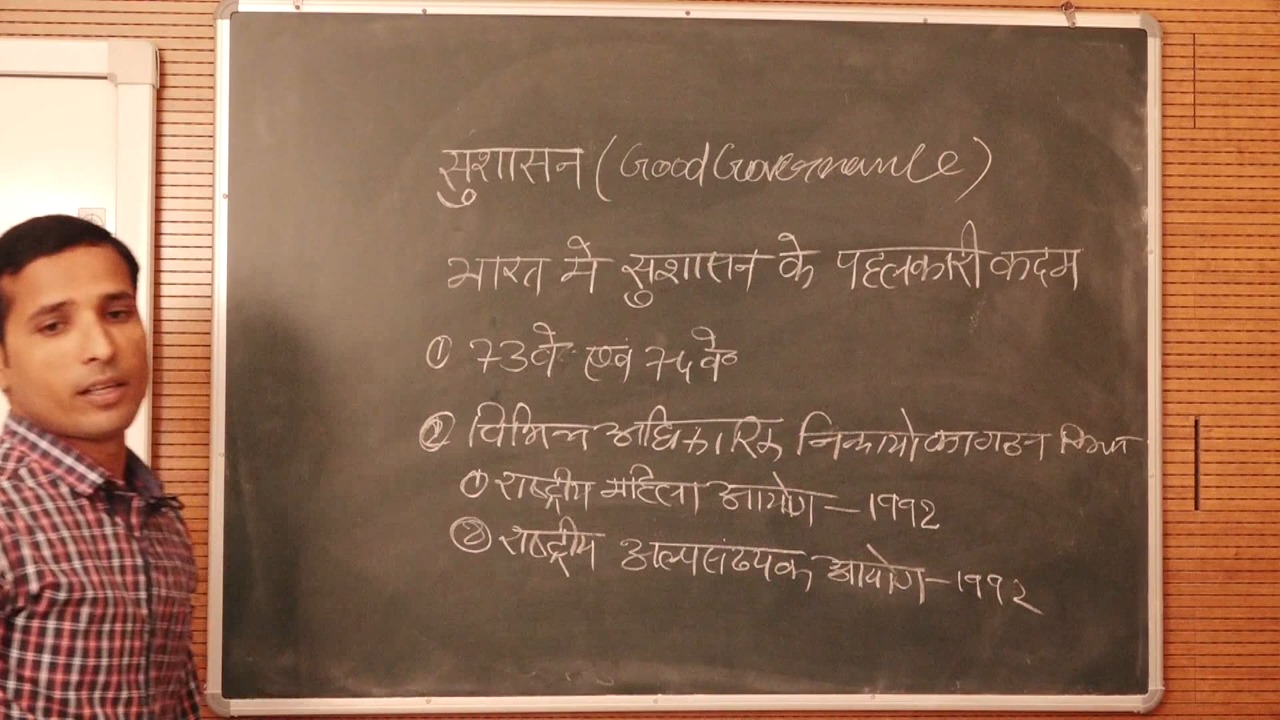 सुशासन (Good Governance)
भारत मे सुशासन के पहलकारी कदम
① 73वे एवं 74वे
② विभिन्न अधिकारिक निकायो का गठन किया
① राष्ट्रीय महिला आयोग – १९९२
② राष्ट्रीय अल्पसंख्यक आयोग – १९९२